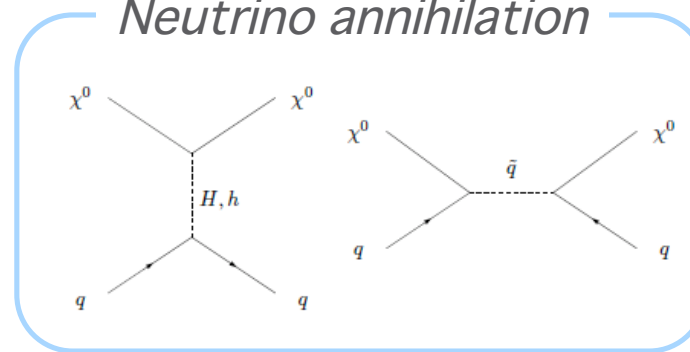 Neutrino annihilation
χ⁰ χ⁰
H, h
q q
χ⁰ χ⁰
q̃
q q